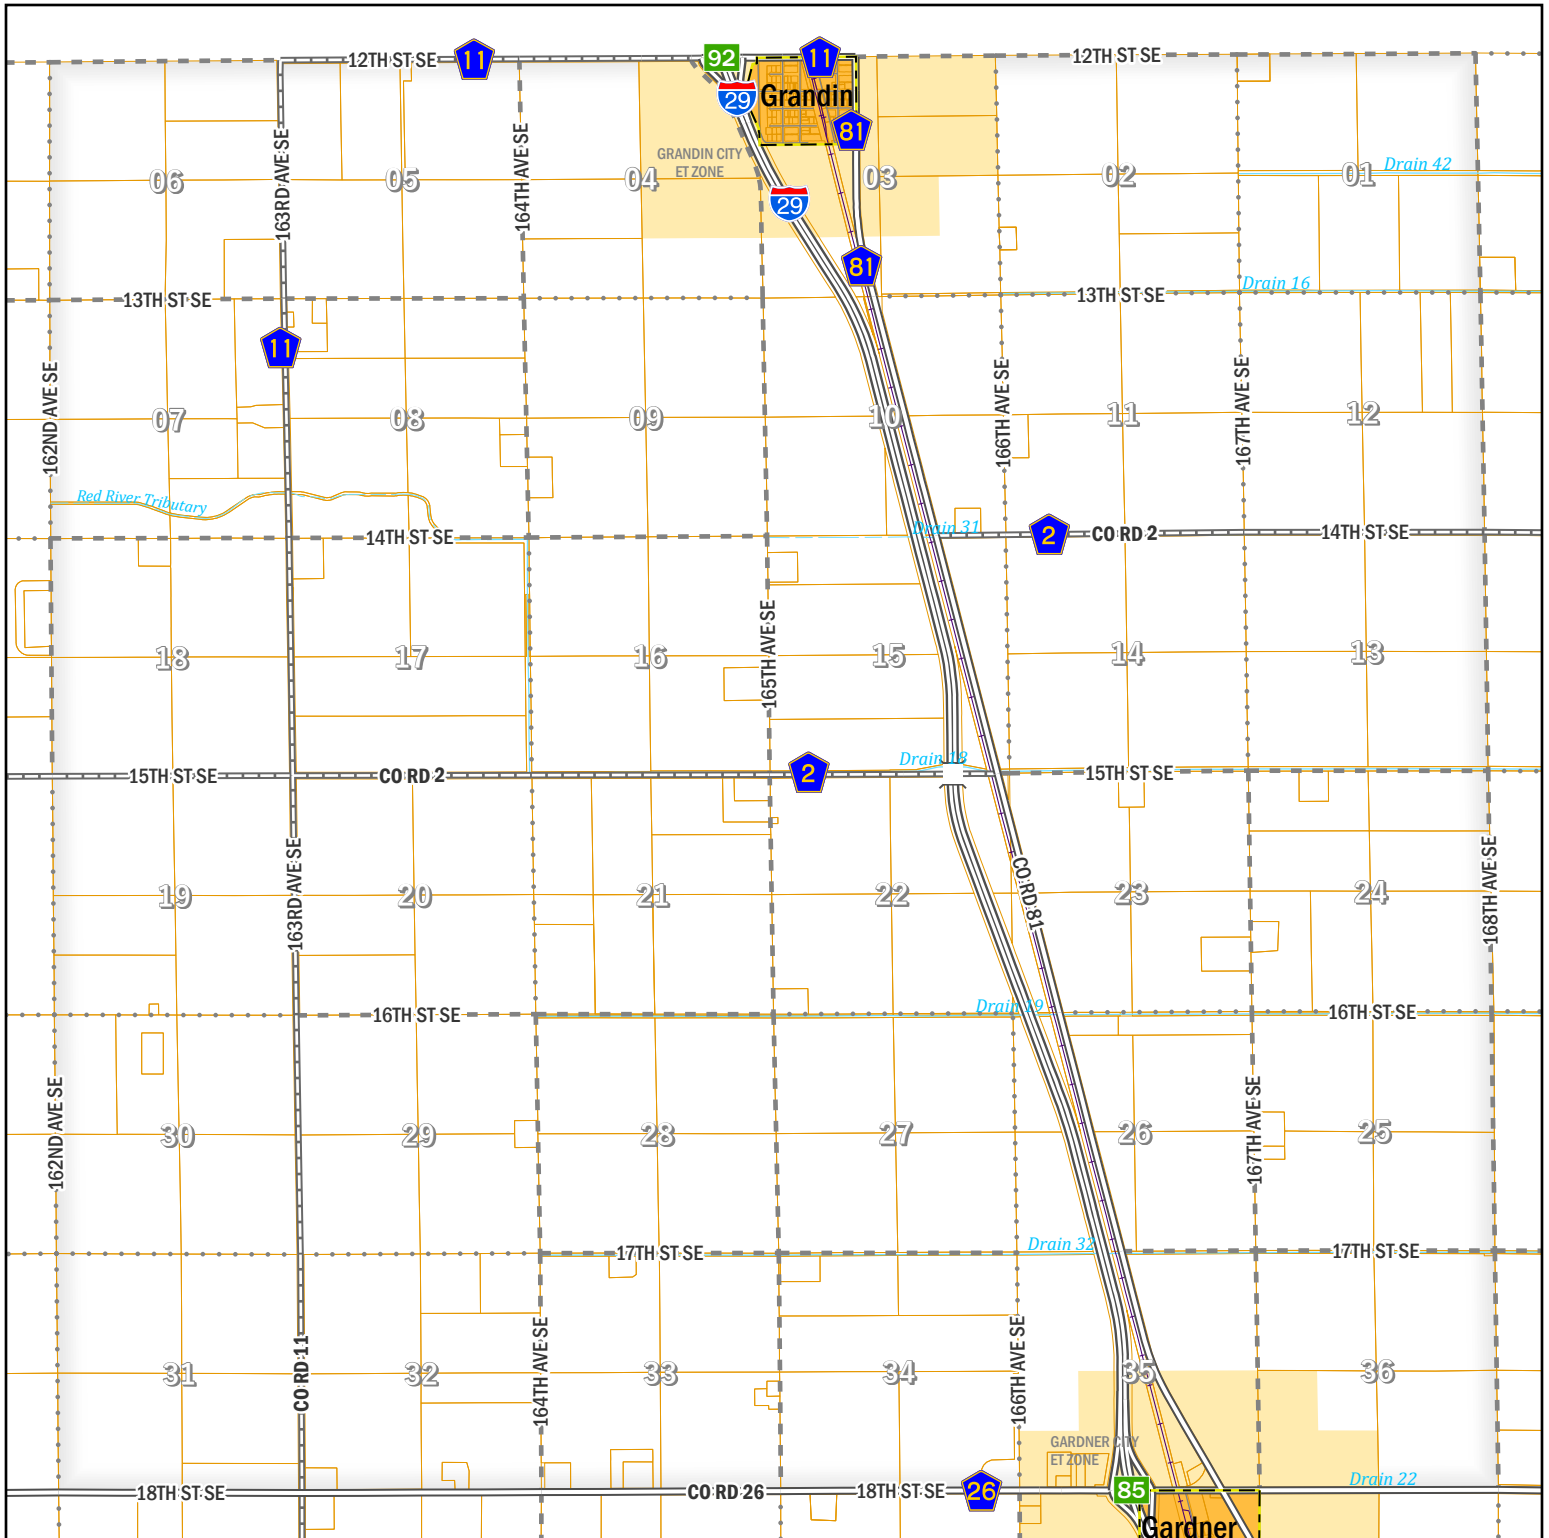 12TH ST SE
11
92
11
12TH ST SE
29
Grandin
81
163RD AVE SE
164TH AVE SE
GRANDIN CITY
ET ZONE
06
05
04
03
02
01
Drain 42
29
81
13TH ST SE
13TH ST SE
Drain 16
11
162ND AVE SE
166TH AVE SE
167TH AVE SE
07
08
09
10
11
12
Red River Tributary
14TH ST SE
Drain 31
2
CO RD 2
14TH ST SE
165TH AVE SE
18
17
16
15
14
13
15TH ST SE
CO RD 2
2
Drain 18
15TH ST SE
163RD AVE SE
CO RD 81
168TH AVE SE
19
20
21
22
23
24
16TH ST SE
Drain 19
16TH ST SE
162ND AVE SE
167TH AVE SE
30
29
28
27
26
25
17TH ST SE
Drain 32
17TH ST SE
CO RD 11
164TH AVE SE
166TH AVE SE
31
32
33
34
35
36
GARDNER CITY
ET ZONE
18TH ST SE
CO RD 26
18TH ST SE
26
85
Drain 22
Gardner